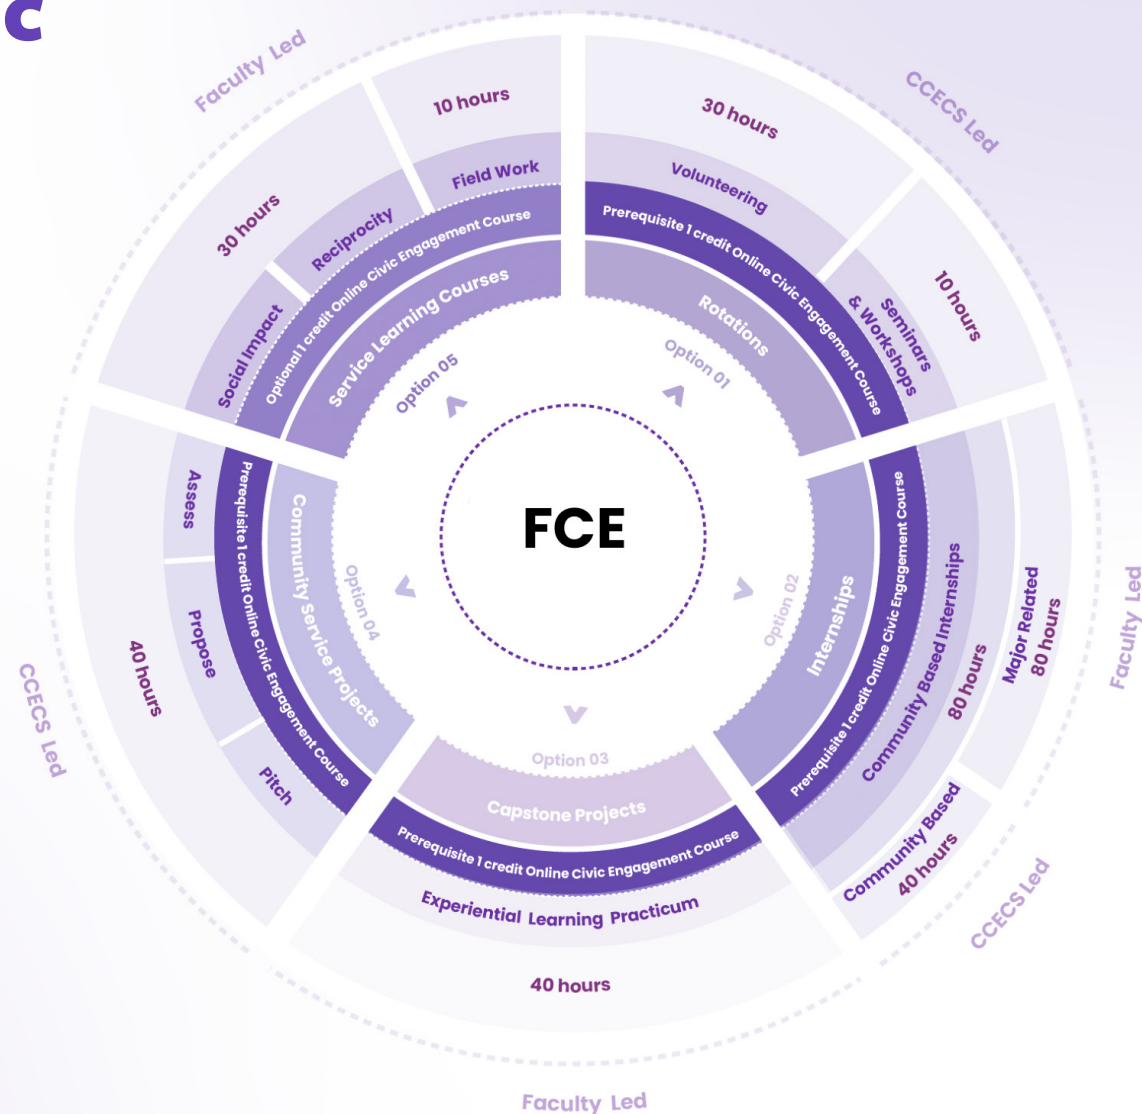 c
FCE
CCECS Led
30 hours
10 hours
Volunteering
Seminars
& Workshops
Prerequisite 1 credit Online Civic Engagement Course
Rotations
Option 01
Faculty Led
CCECS Led
Major Related
80 hours
Community Based
40 hours
80 hours
Community Based Internships
Prerequisite 1 credit Online Civic Engagement Course
Internships
Option 02
Option 03
Capstone Projects
Prerequisite 1 credit Online Civic Engagement Course
Experiential Learning Practicum
40 hours
Faculty Led
Option 04
Community Service Projects
Prerequisite 1 credit Online Civic Engagement Course
Assess
Propose
Pitch
40 hours
CCECS Led
Option 05
Service Learning Courses
Optional 1 credit Online Civic Engagement Course
Social Impact
Reciprocity
Field Work
30 hours
10 hours
Faculty Led